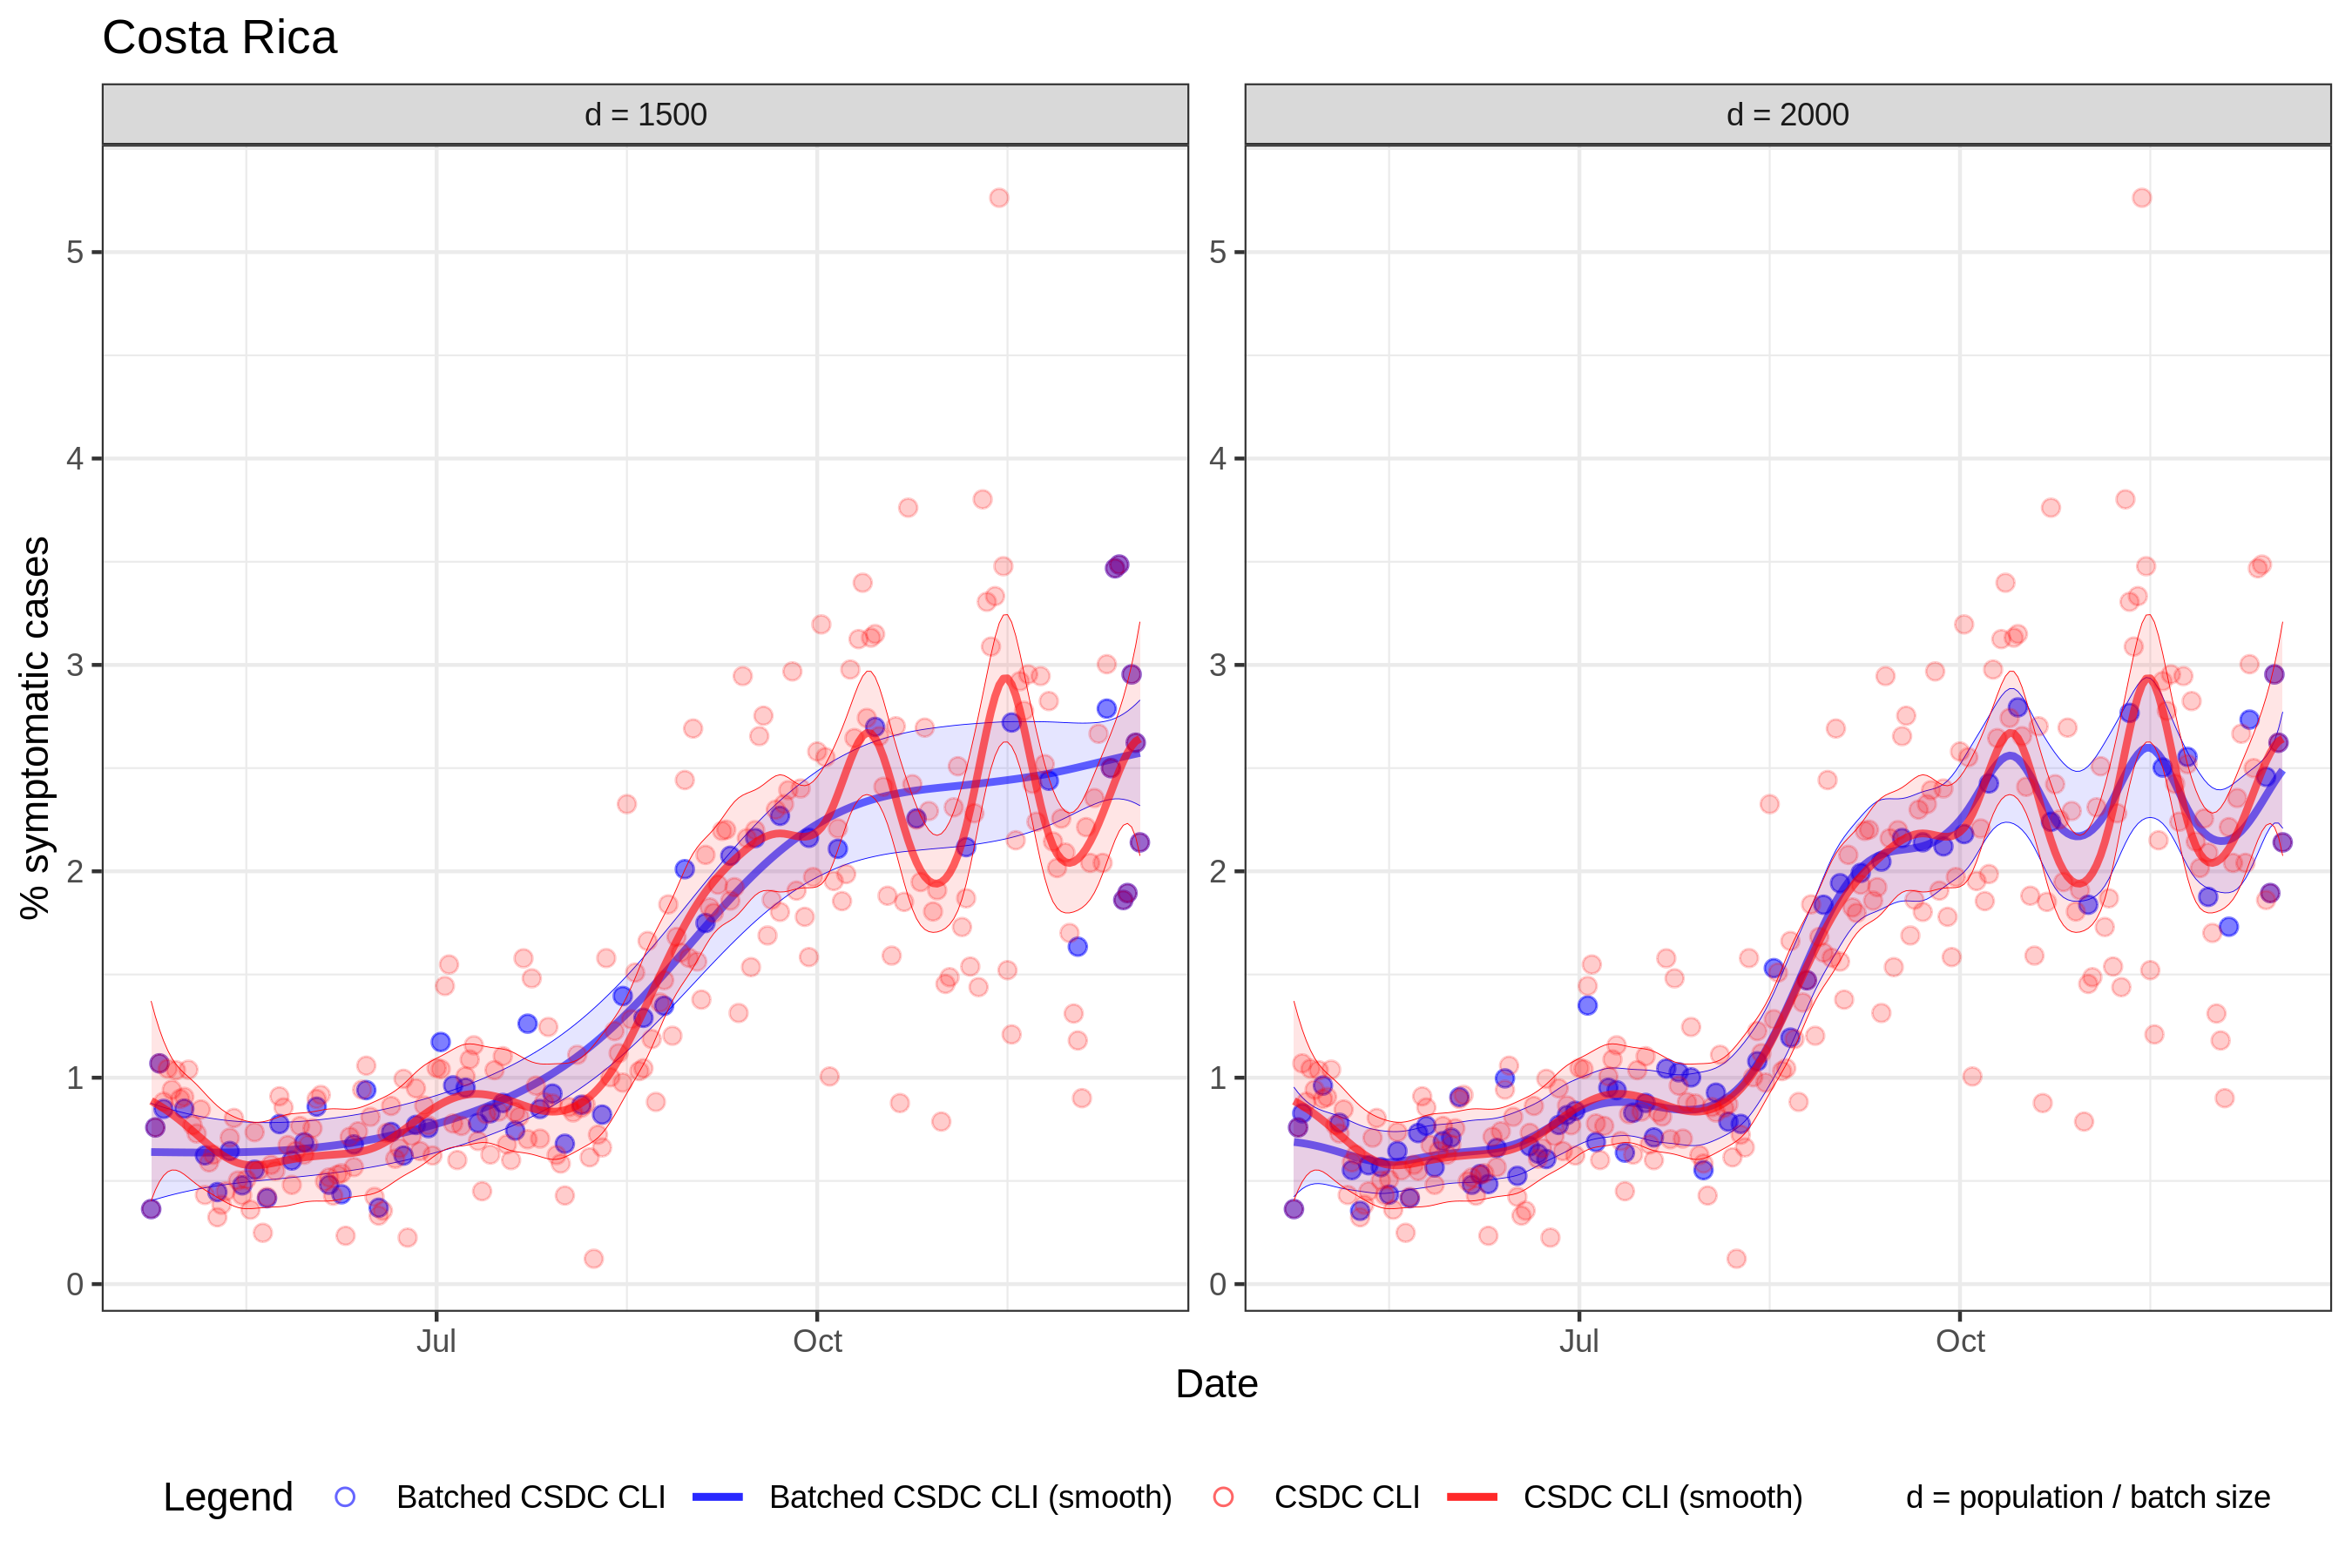 Costa Rica
d = 1500
d = 2000
% symptomatic cases
5
4
3
2
1
0
5
4
3
2
1
0
Jul
Oct
Jul
Oct
Date
Legend
Batched CSDC CLI
Batched CSDC CLI (smooth)
CSDC CLI
CSDC CLI (smooth)
d = population / batch size